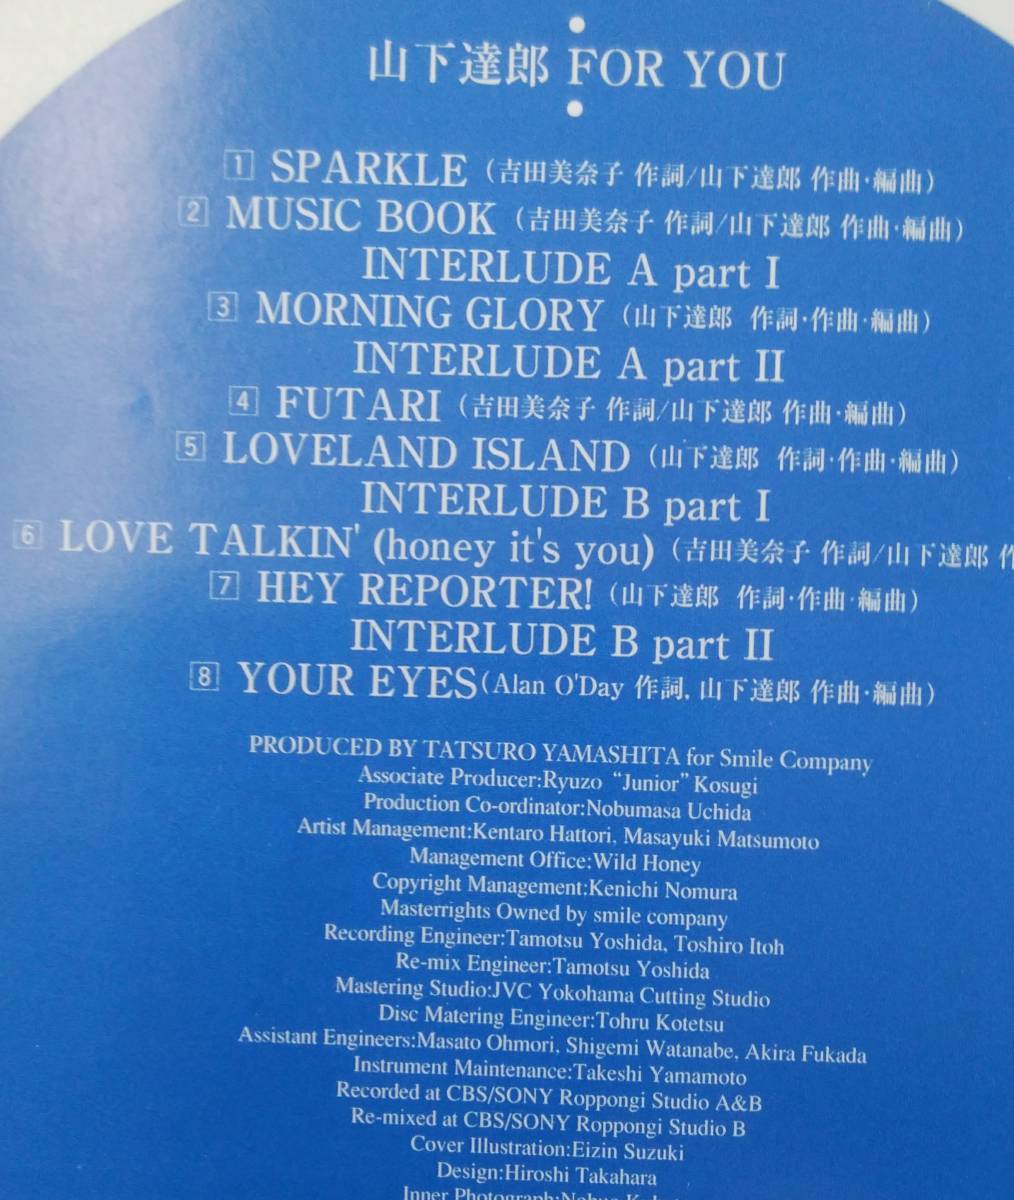 山下達郎 FOR YOU
1 SPARKLE (吉田美奈子 作詞/山下達郎 作曲・編曲)
2 MUSIC BOOK (吉田美奈子 作詞/山下達郎 作曲・編曲)
INTERLUDE A part I
3 MORNING GLORY (山下達郎 作詞・作曲・編曲)
INTERLUDE A part II
4 FUTARI (吉田美奈子 作詞/山下達郎 作曲・編曲)
5 LOVELAND ISLAND (山下達郎 作詞・作曲・編曲)
INTERLUDE B part I
6 LOVE TALKIN' (honey it's you) (吉田美奈子 作詞/山下達郎 作
7 HEY REPORTER! (山下達郎 作詞・作曲・編曲)
INTERLUDE B part II
8 YOUR EYES (Alan O'Day 作詞, 山下達郎 作曲・編曲)
PRODUCED BY TATSURO YAMASHITA for Smile Company
Associate Producer:Ryuzo “Junior” Kosugi
Production Co-ordinator:Nobumasa Uchida
Artist Management:Kentaro Hattori, Masayuki Matsumoto
Management Office:Wild Honey
Copyright Management:Kenichi Nomura
Masterrights Owned by smile company
Recording Engineer:Tamotsu Yoshida, Toshiro Itoh
Re-mix Engineer:Tamotsu Yoshida
Mastering Studio:JVC Yokohama Cutting Studio
Disc Matering Engineer:Tohru Kotetsu
Assistant Engineers:Masato Ohmori, Shigemi Watanabe, Akira Fukada
Instrument Maintenance:Takeshi Yamamoto
Recorded at CBS/SONY Roppongi Studio A&B
Re-mixed at CBS/SONY Roppongi Studio B
Cover Illustration:Eizin Suzuki
Design:Hiroshi Takahara
Inner Photograph: